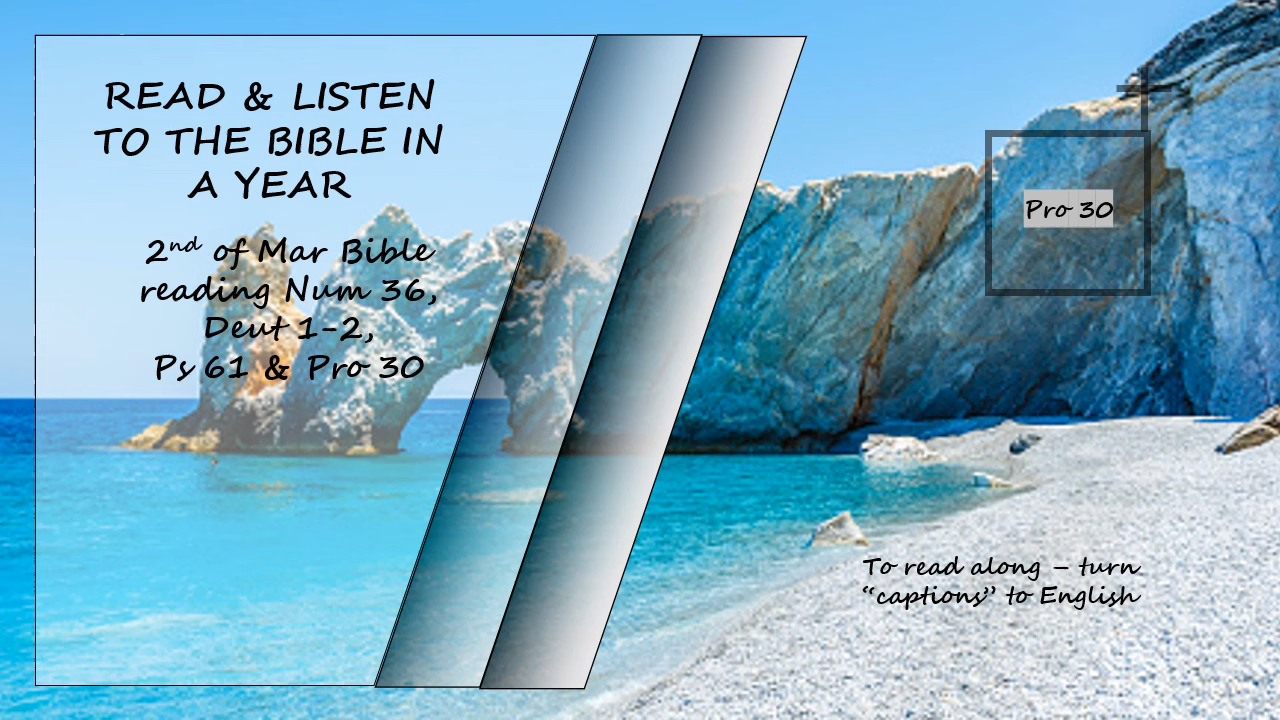 READ & LISTEN
TO THE BIBLE IN
A YEAR
2nd of Mar Bible
reading Num 36,
Deut 1-2,
Ps 61 & Pro 30
Pro 30
To read along – turn
“captions” to English